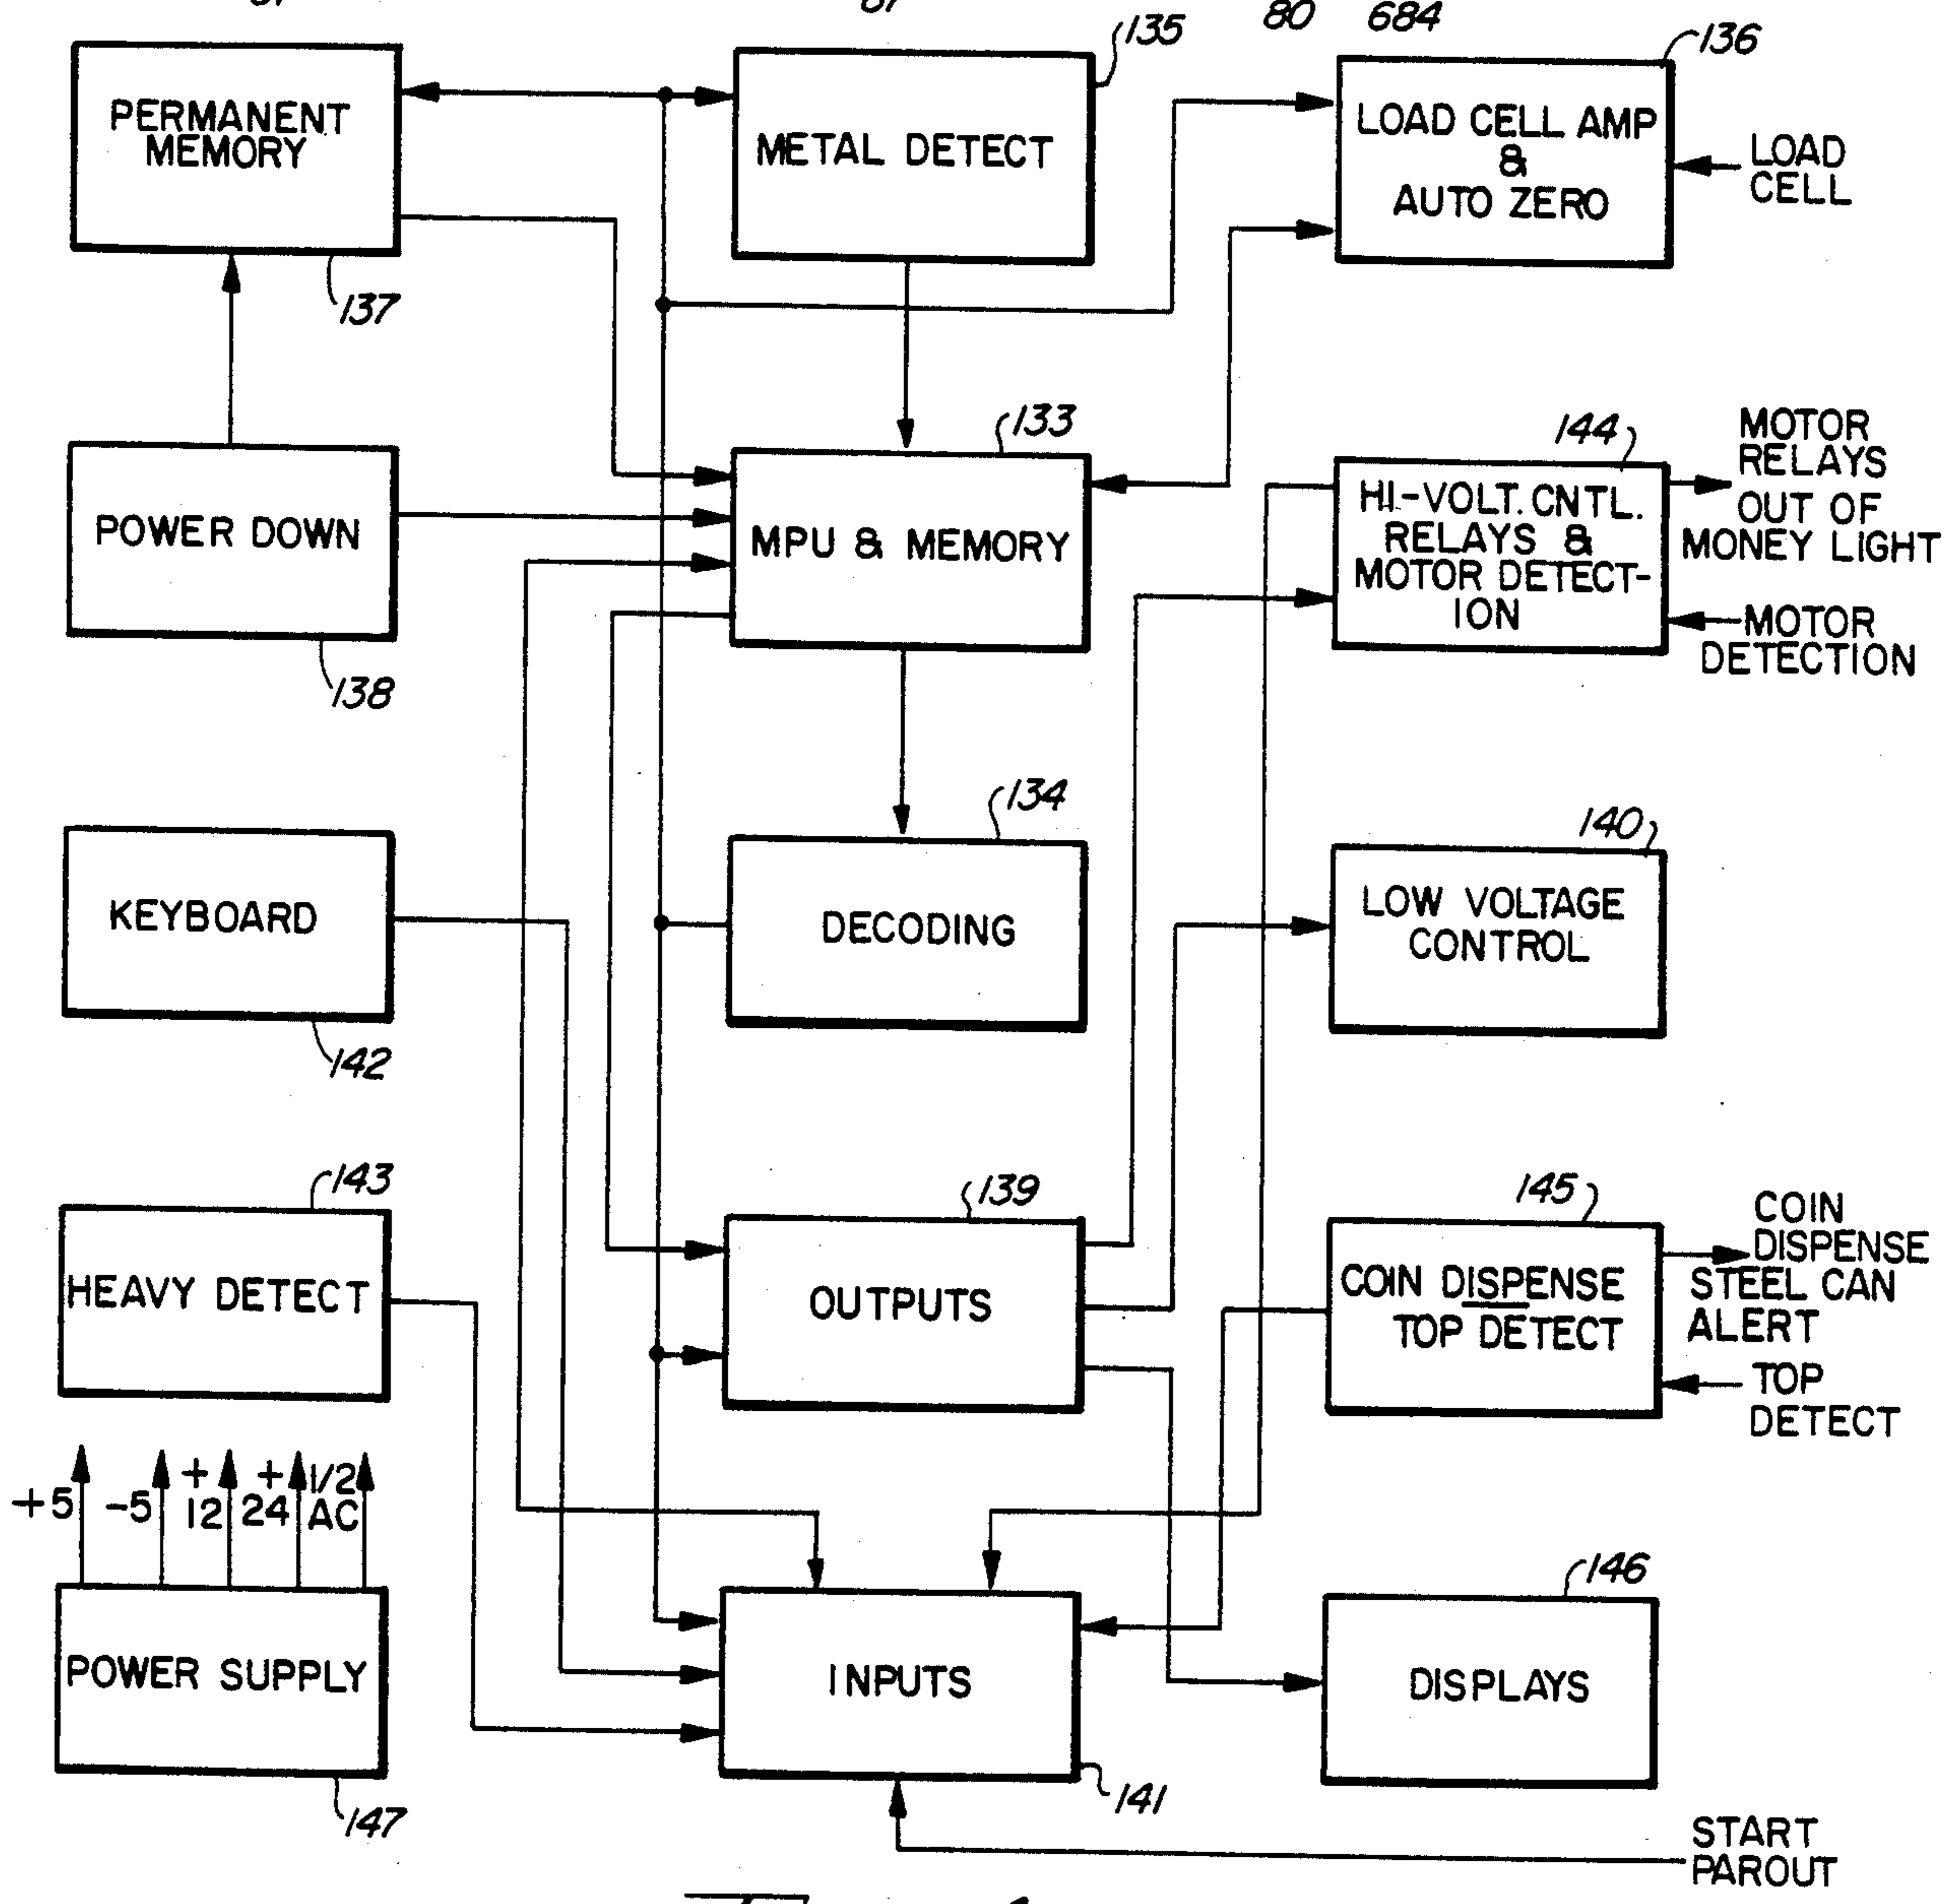 80 684
135
136
PERMANENT
MEMORY
METAL DETECT
LOAD CELL AMP
&
AUTO ZERO
LOAD
CELL
137
133
144
MOTOR
RELAYS
OUT OF
MONEY LIGHT
POWER DOWN
MPU & MEMORY
HI-VOLT. CNTL.
RELAYS &
MOTOR DETECT-
ION
MOTOR
DETECTION
138
134
140
KEYBOARD
DECODING
LOW VOLTAGE
CONTROL
142
143
139
145
COIN
DISPENSE
STEEL CAN
ALERT
HEAVY DETECT
OUTPUTS
COIN DISPENSE
TOP DETECT
TOP
DETECT
+5
-5
+
12
+
24
1/2
AC
146
POWER SUPPLY
INPUTS
DISPLAYS
147
141
START
PAROUT